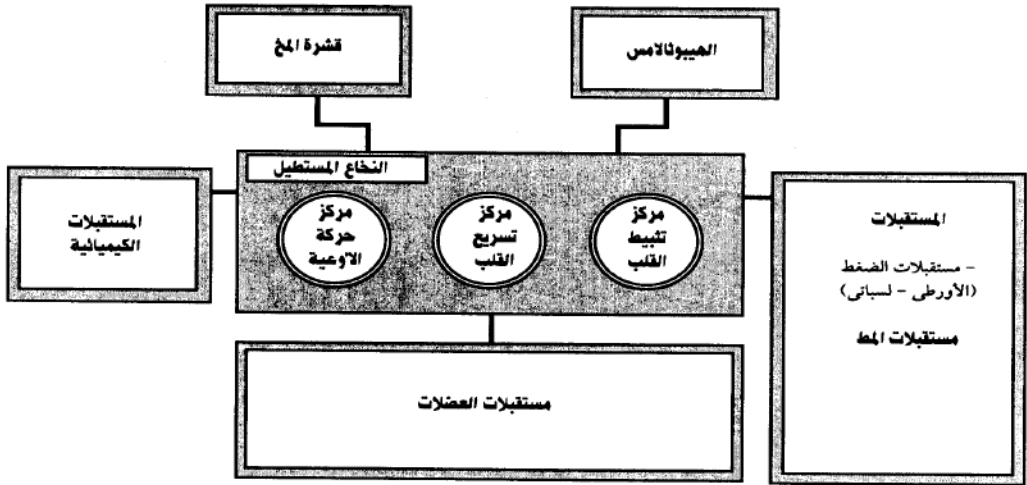 الهيبوثالامس
قشرة المخ
النخاع المستطيل
المستقبلات
- مستقبلات الضغط
(الأورطى - لسباتى)
مستقبلات المط
مركز
تثبيط
القلب
مركز
تسريع
القلب
مركز
حركة
الاوعية
المستقبلات
الكيميائية
مستقبلات العضلات